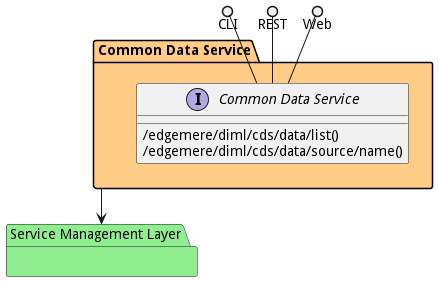 CLI REST Web
Common Data Service
I Common Data Service
/edgemere/diml/cds/data/list()
/edgemere/diml/cds/data/source/name()
Service Management Layer